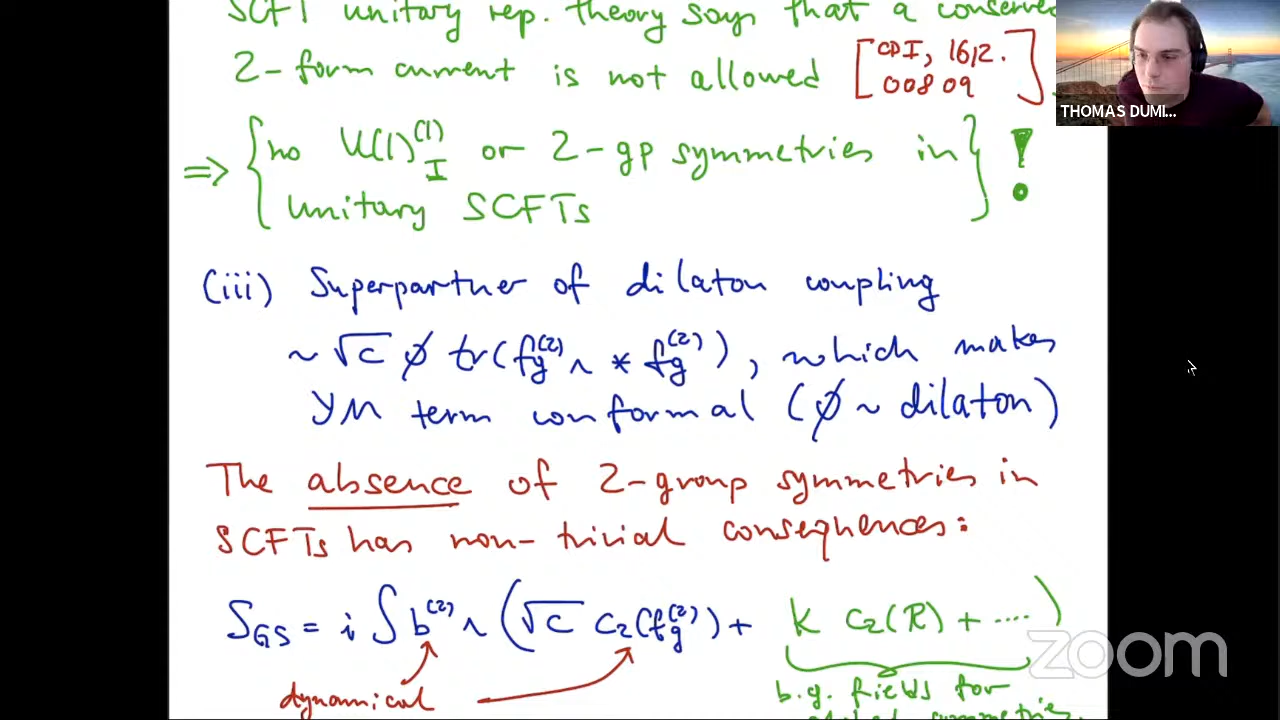 SCFT unitary rep. theory says that a conserved
2-form current is not allowed [CDI, 1612.
00809]
THOMAS DUMI...
⇒ {no U(1)_I^(1) or 2-gp symmetries in
unitary SCFTs} !
(iii) Superpartner of dilaton coupling
~ √c φ tr(f_g^(2) ∧ * f_g^(2)), which makes
YM term conformal (φ ~ dilaton)
The absence of 2-group symmetries in
SCFTs has non-trivial consequences:
S_GS = i ∫ b^(2) ∧ (√c c_2(f_g^(2)) + K c_2(R) + ....)
zoom
dynamical
b.g. fields for
symmetries